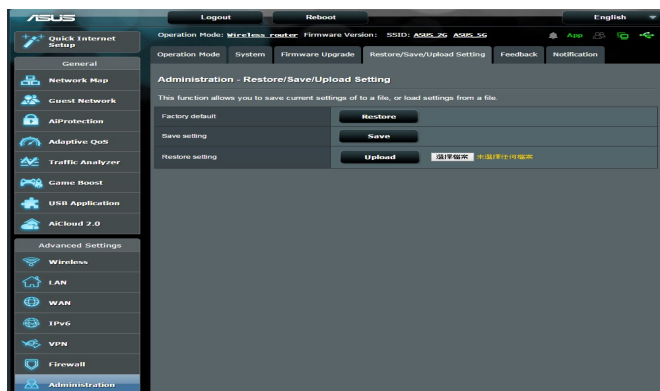 ASUS
Logout
Reboot
English
Quick Internet Setup
Operation Mode: Wireless router Firmware Version: SSID: ASUS_2G ASUS_5G
App
Operation Mode
System
Firmware Upgrade
Restore/Save/Upload Setting
Feedback
Notification
General
Network Map
Guest Network
AiProtection
Adaptive QoS
Traffic Analyzer
Game Boost
USB Application
AiCloud 2.0
Advanced Settings
Wireless
LAN
WAN
IPv6
VPN
Firewall
Administration
Administration - Restore/Save/Upload Setting
This function allows you to save current settings of to a file, or load settings from a file.
Factory default
Restore
Save setting
Save
Restore setting
Upload
選擇檔案 未選擇任何檔案